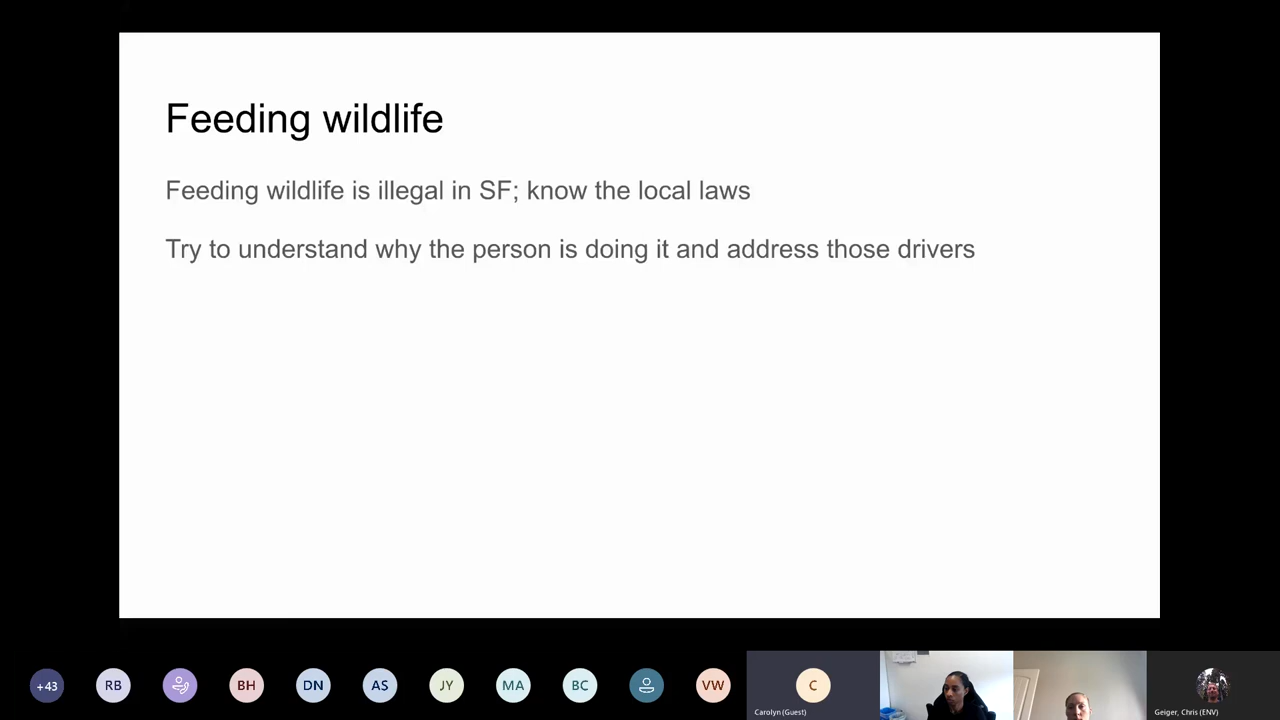 Feeding wildlife
Feeding wildlife is illegal in SF; know the local laws
Try to understand why the person is doing it and address those drivers
+43
RB
BH
DN
AS
JY
MA
BC
VW
C
Carolyn (Guest)
Geiger, Chris (ENV)